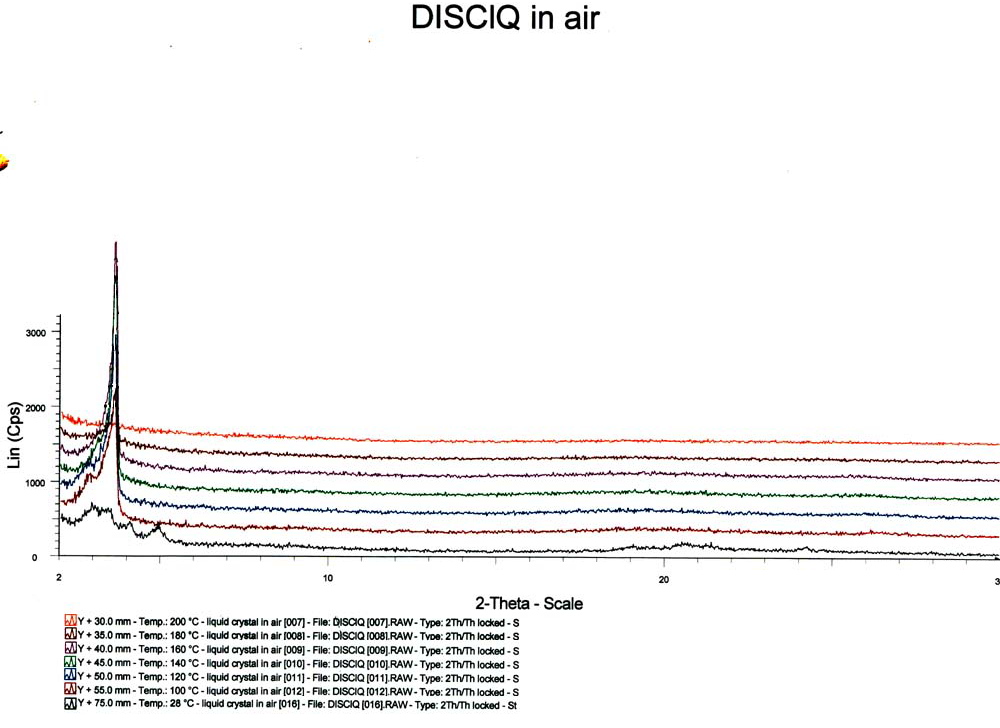 DISCIQ in air
Lin (Cps)
3000
2000
1000
0
2
10
20
3
2-Theta - Scale
Y + 30.0 mm - Temp.: 200 °C - liquid crystal in air [007] - File: DISCIQ [007].RAW - Type: 2Th/Th locked - S
Y + 35.0 mm - Temp.: 180 °C - liquid crystal in air [008] - File: DISCIQ [008].RAW - Type: 2Th/Th locked - S
Y + 40.0 mm - Temp.: 160 °C - liquid crystal in air [009] - File: DISCIQ [009].RAW - Type: 2Th/Th locked - S
Y + 45.0 mm - Temp.: 140 °C - liquid crystal in air [010] - File: DISCIQ [010].RAW - Type: 2Th/Th locked - S
Y + 50.0 mm - Temp.: 120 °C - liquid crystal in air [011] - File: DISCIQ [011].RAW - Type: 2Th/Th locked - S
Y + 55.0 mm - Temp.: 100 °C - liquid crystal in air [012] - File: DISCIQ [012].RAW - Type: 2Th/Th locked - S
Y + 75.0 mm - Temp.: 28 °C - liquid crystal in air [016] - File: DISCIQ [016].RAW - Type: 2Th/Th locked - St